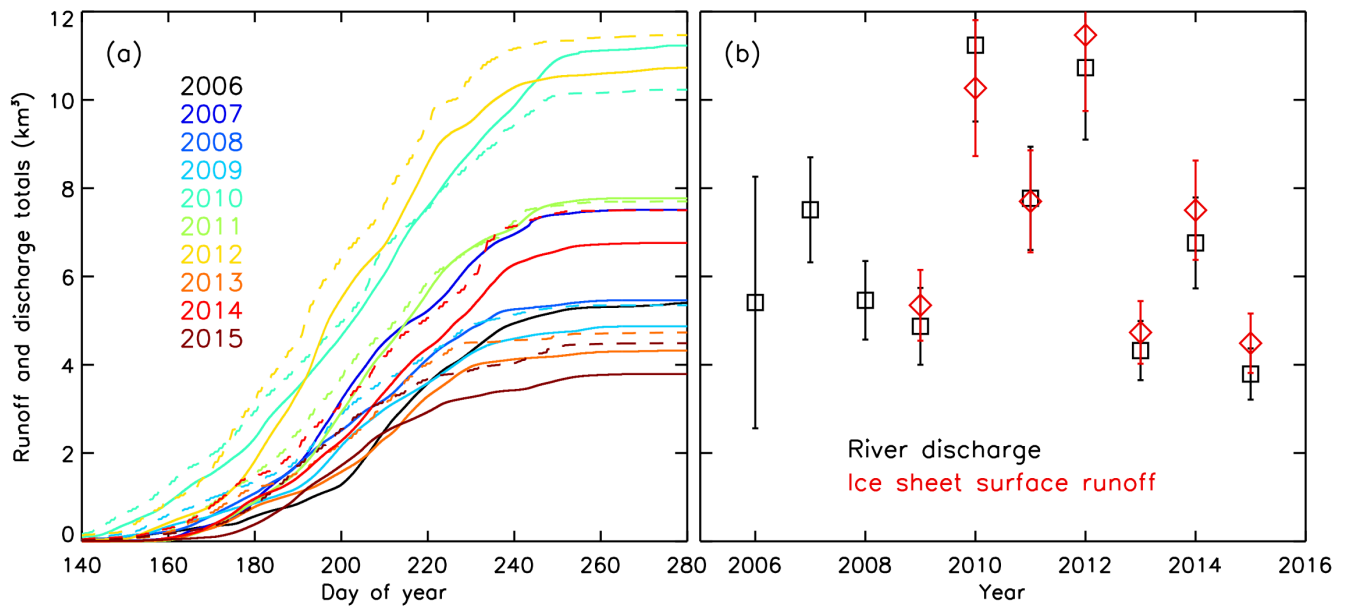 (a)
(b)
12
10
8
6
4
2
0
Runoff and discharge totals (km³)
2006
2007
2008
2009
2010
2011
2012
2013
2014
2015
River discharge
Ice sheet surface runoff
140 160 180 200 220 240 260 280
2006 2008 2010 2012 2014 2016
Day of year
Year